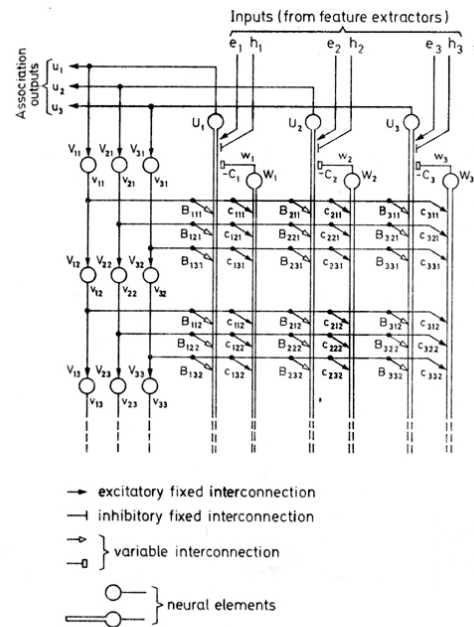 Inputs (from feature extractors)
e1 h1 e2 h2 e3 h3
Association outputs
u1
u2
u3
U1 U2 U3
V11 V21 V31
w1 w2 w3
-C1 W1 -C2 W2 -C3 W3
v11 v21 v31
B111 c111 B211 c211 B311 c311
B121 c121 B221 c221 B321 c321
V12 V22 V32
B131 c131 B231 c231 B331 c331
v12 v22 v32
B112 c112 B212 c212 B312 c312
B122 c122 B222 c222 B322 c322
V13 V23 V33
B132 c132 B232 c232 B332 c332
v13 v23 v33
excitatory fixed interconnection
inhibitory fixed interconnection
variable interconnection
neural elements